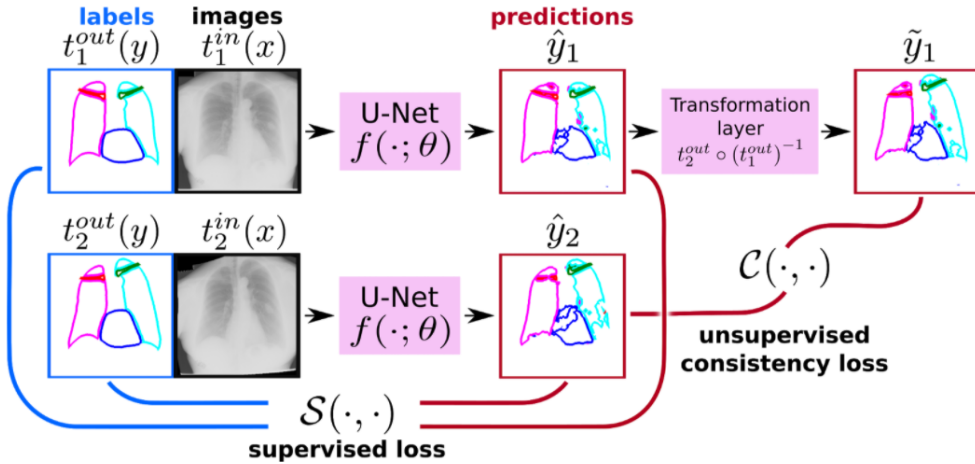 labels images predictions
t_1^{out}(y) t_1^{in}(x) ŷ_1 ỹ_1
U-Net
f(·; θ)
Transformation
layer
t_2^{out} ∘ (t_1^{out})^{-1}
t_2^{out}(y) t_2^{in}(x) ŷ_2
U-Net
f(·; θ)
C(·, ·)
unsupervised
consistency loss
S(·, ·)
supervised loss